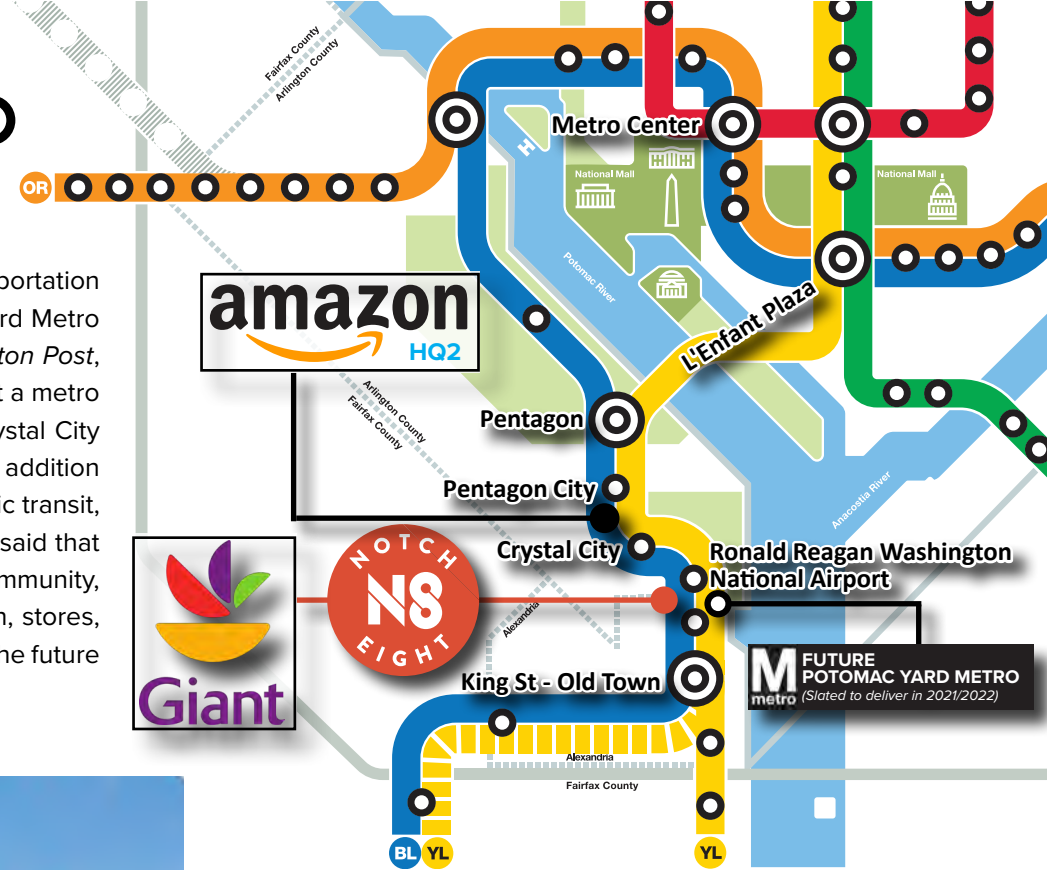 Fairfax County
Arlington County
Metro Center
National Mall
National Mall
OR
Potomac River
portation
rd Metro
ton Post,
t a metro
ystal City
addition
ic transit,
said that
mmunity,
n, stores,
he future
amazon
HQ2
L'Enfant Plaza
Arlington County
Fairfax County
Pentagon
Pentagon City
Anacostia River
Crystal City
Ronald Reagan Washington
National Airport
NOTCH
N8
EIGHT
Alexandria
Giant
King St - Old Town
M
metro
FUTURE
POTOMAC YARD METRO
(Slated to deliver in 2021/2022)
Alexandria
Fairfax County
BL
YL
YL